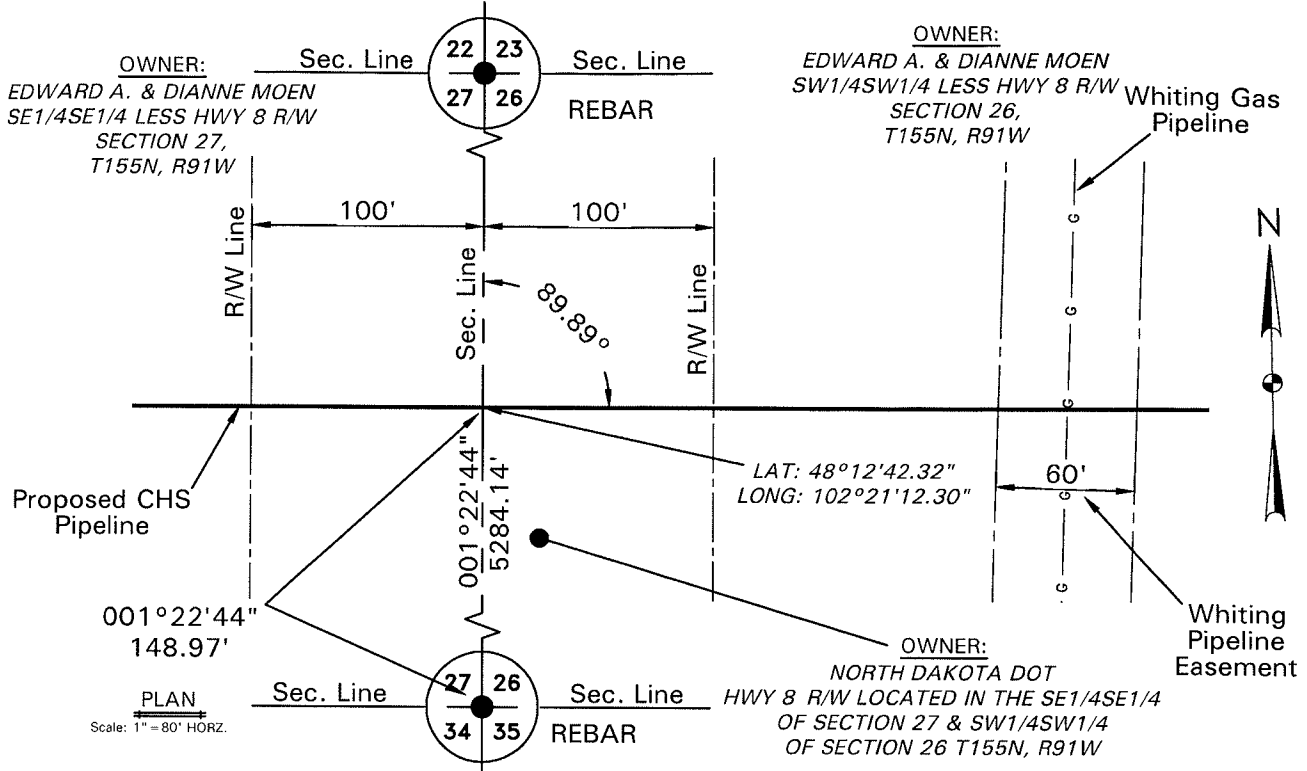 OWNER:
EDWARD A. & DIANNE MOEN
SE1/4SE1/4 LESS HWY 8 R/W
SECTION 27,
T155N, R91W
Sec. Line
22 23
27 26
Sec. Line
REBAR
OWNER:
EDWARD A. & DIANNE MOEN
SW1/4SW1/4 LESS HWY 8 R/W
SECTION 26,
T155N, R91W
Whiting Gas
Pipeline
100'
100'
R/W Line
Sec. Line
89.89°
R/W Line
G
G
G
G
G
N
LAT: 48°12'42.32"
LONG: 102°21'12.30"
60'
Proposed CHS
Pipeline
001°22'44"
5284.14'
001°22'44"
148.97'
Whiting
Pipeline
Easement
OWNER:
NORTH DAKOTA DOT
HWY 8 R/W LOCATED IN THE SE1/4SE1/4
OF SECTION 27 & SW1/4SW1/4
OF SECTION 26 T155N, R91W
PLAN
Scale: 1"=80' HORZ.
Sec. Line
27 26
34 35
Sec. Line
REBAR